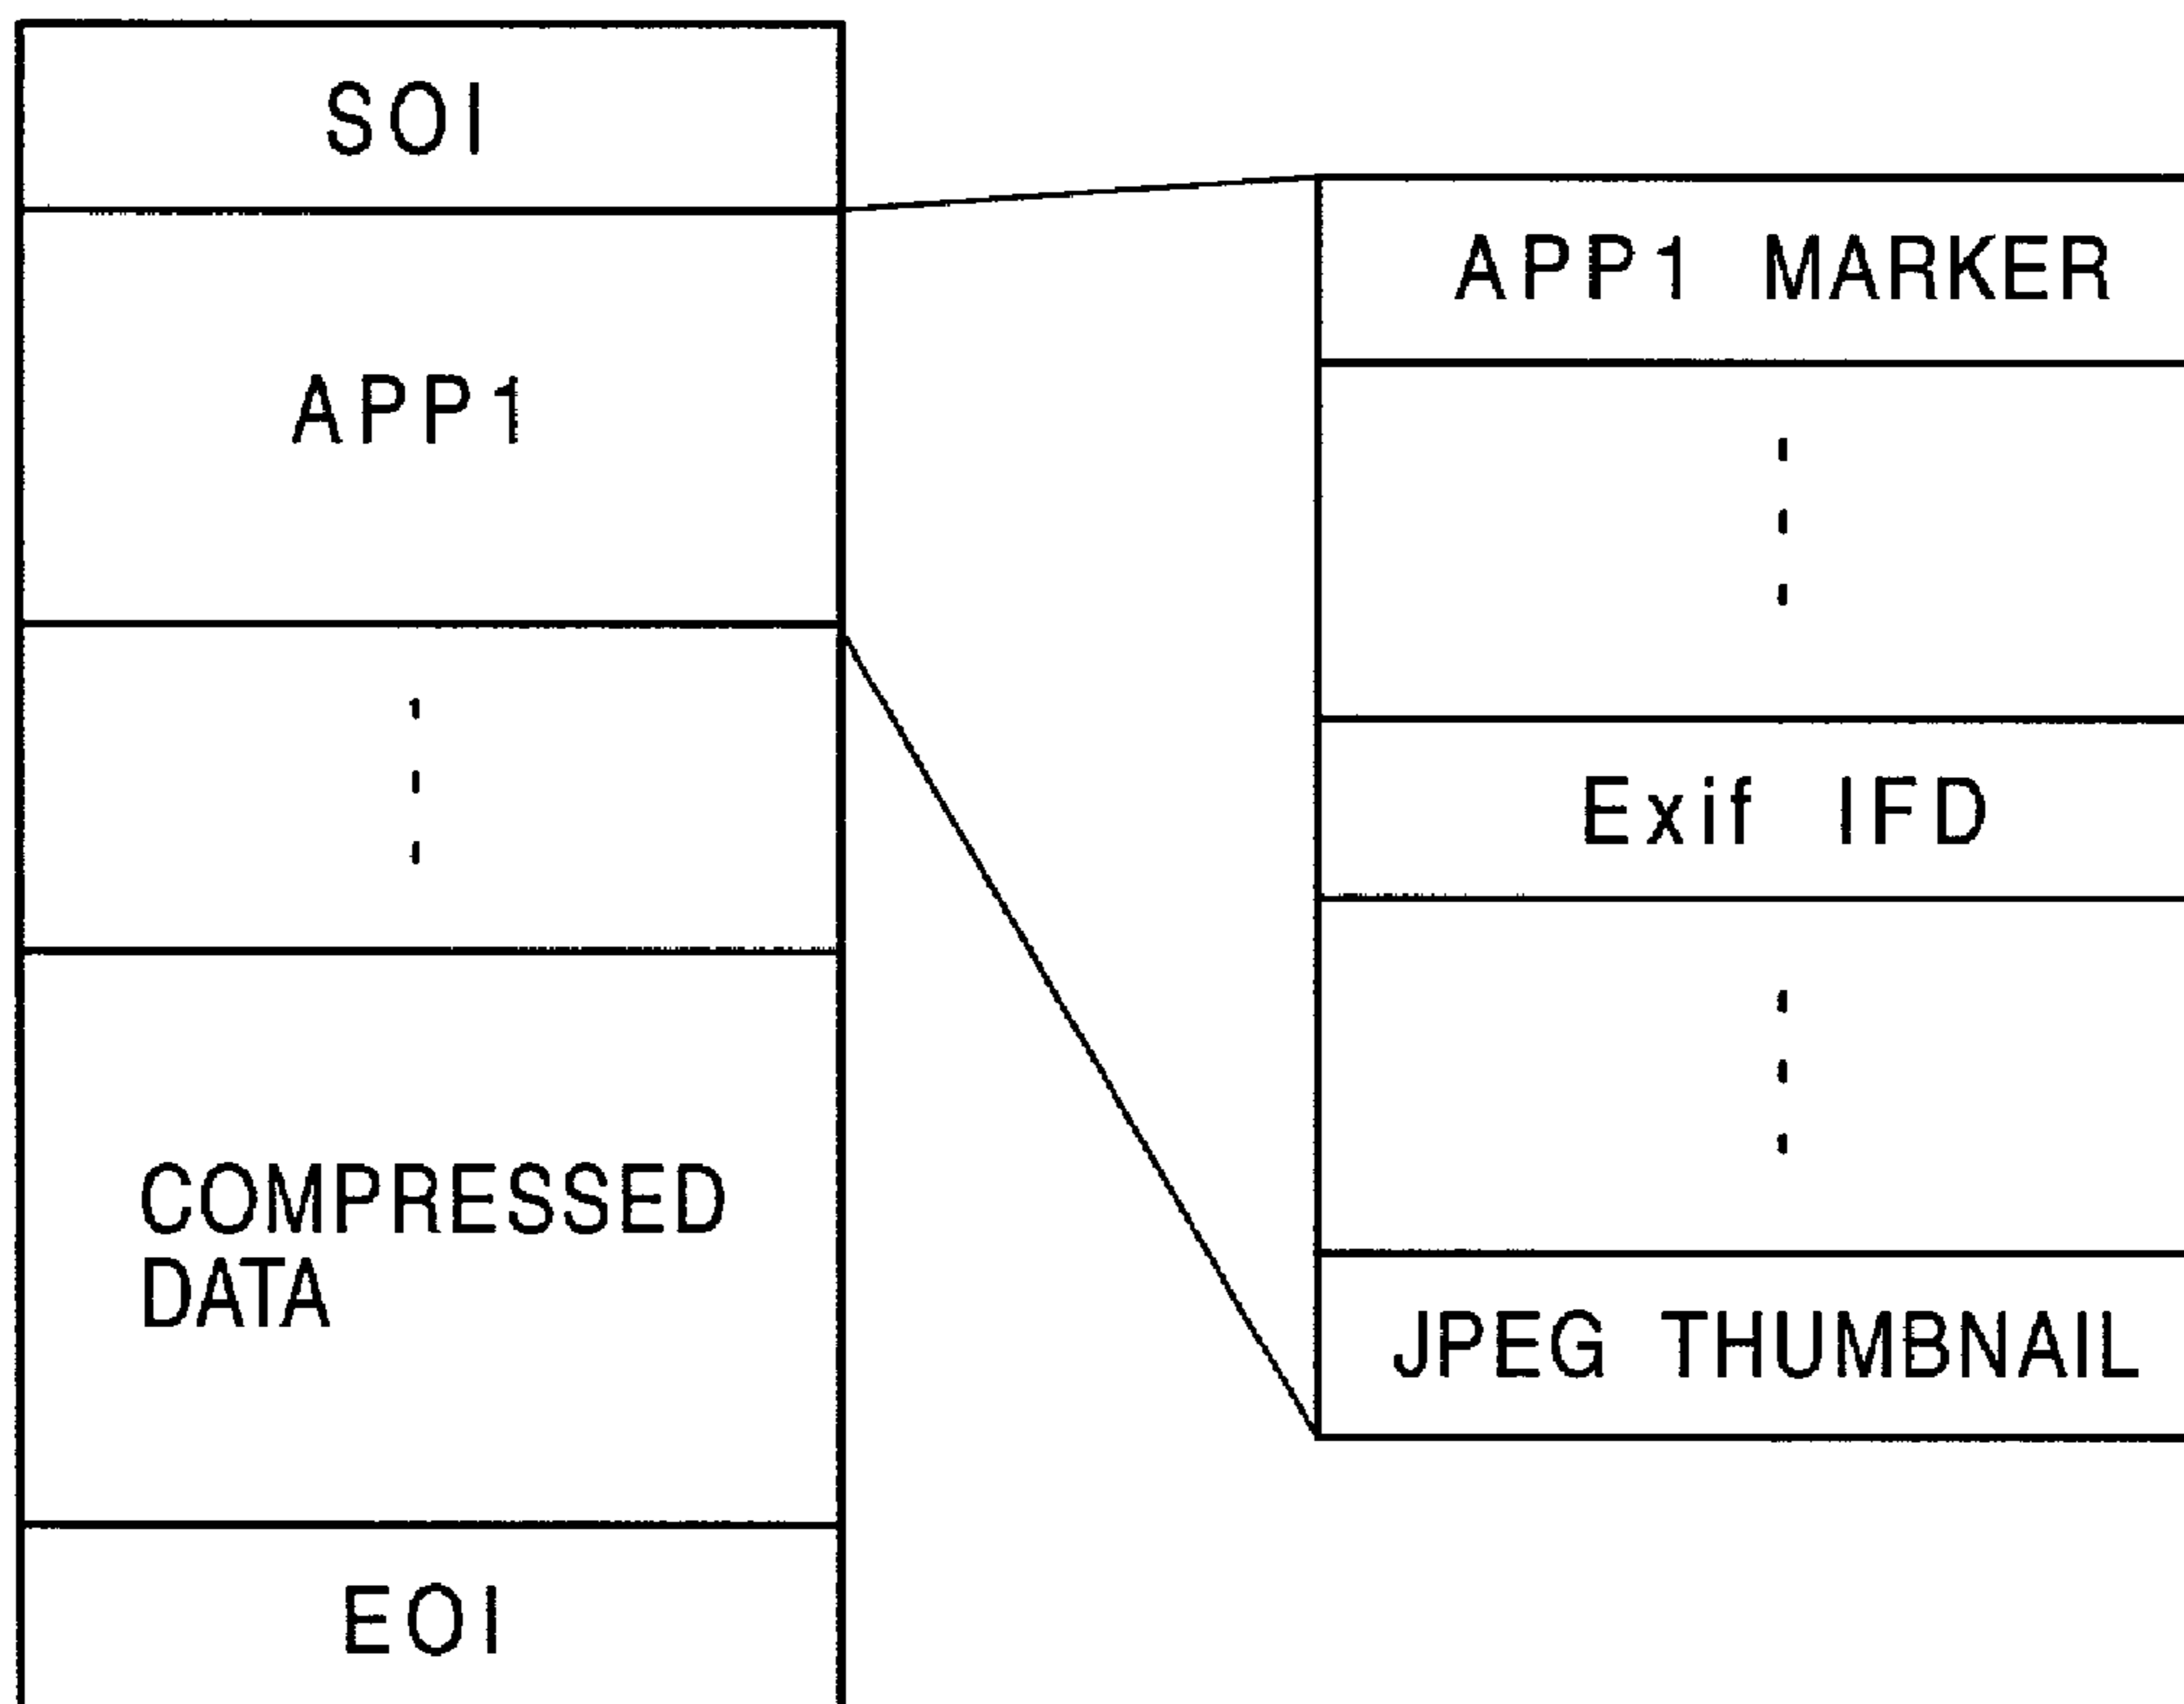 SOI
APP1
COMPRESSED
DATA
EOI
APP1 MARKER
Exif IFD
JPEG THUMBNAIL